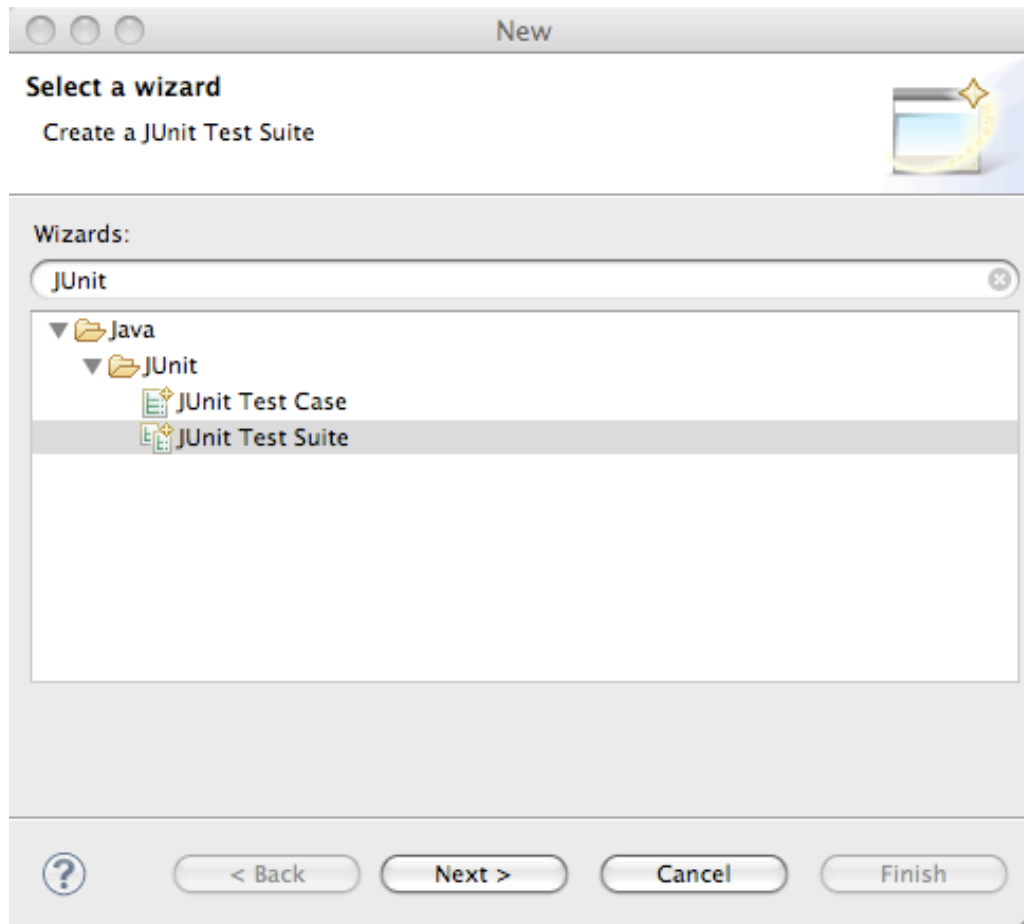 New
Select a wizard
Create a JUnit Test Suite
Wizards:
JUnit
Java
JUnit
JUnit Test Case
JUnit Test Suite
? < Back Next > Cancel Finish